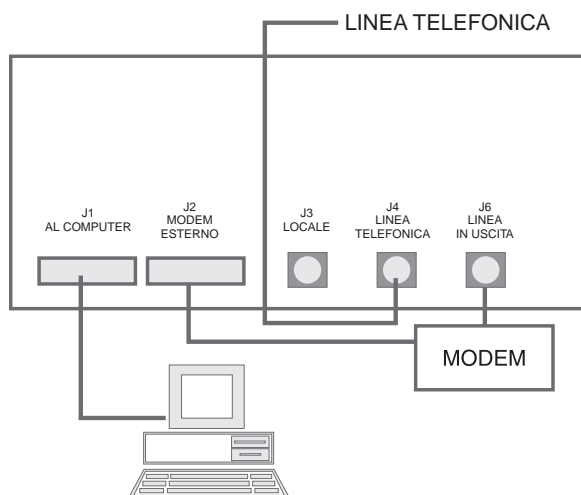 LINEA TELEFONICA
J1
AL COMPUTER
J2
MODEM
ESTERNO
J3
LOCALE
J4
LINEA
TELEFONICA
J6
LINEA
IN USCITA
MODEM